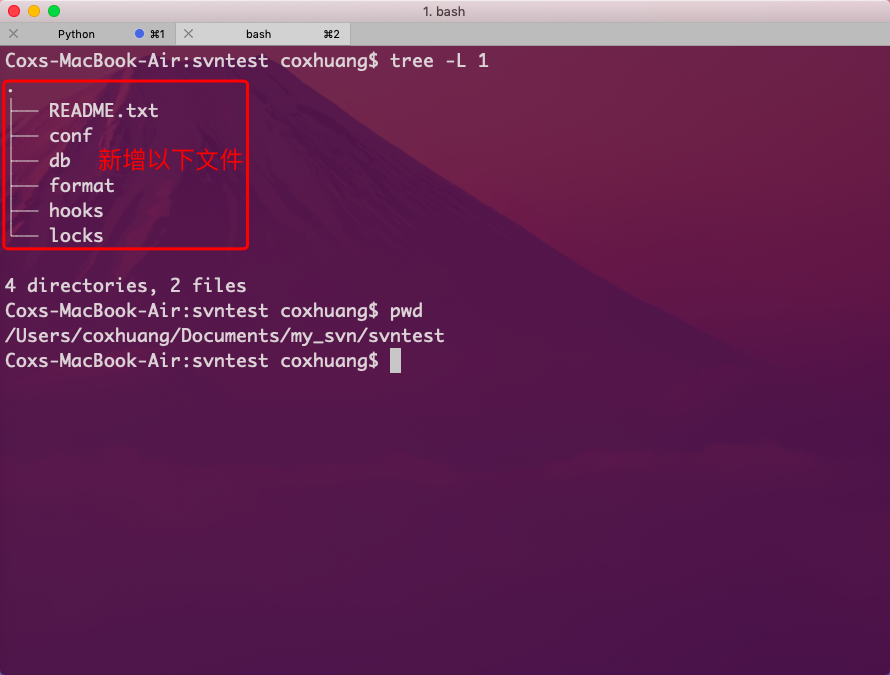 1. bash
Python ⌘1 bash ⌘2
Coxs-MacBook-Air:svntest coxhuang$ tree -L 1
.
├── README.txt
├── conf
├── db 新增以下文件
├── format
├── hooks
└── locks
4 directories, 2 files
Coxs-MacBook-Air:svntest coxhuang$ pwd
/Users/coxhuang/Documents/my_svn/svntest
Coxs-MacBook-Air:svntest coxhuang$